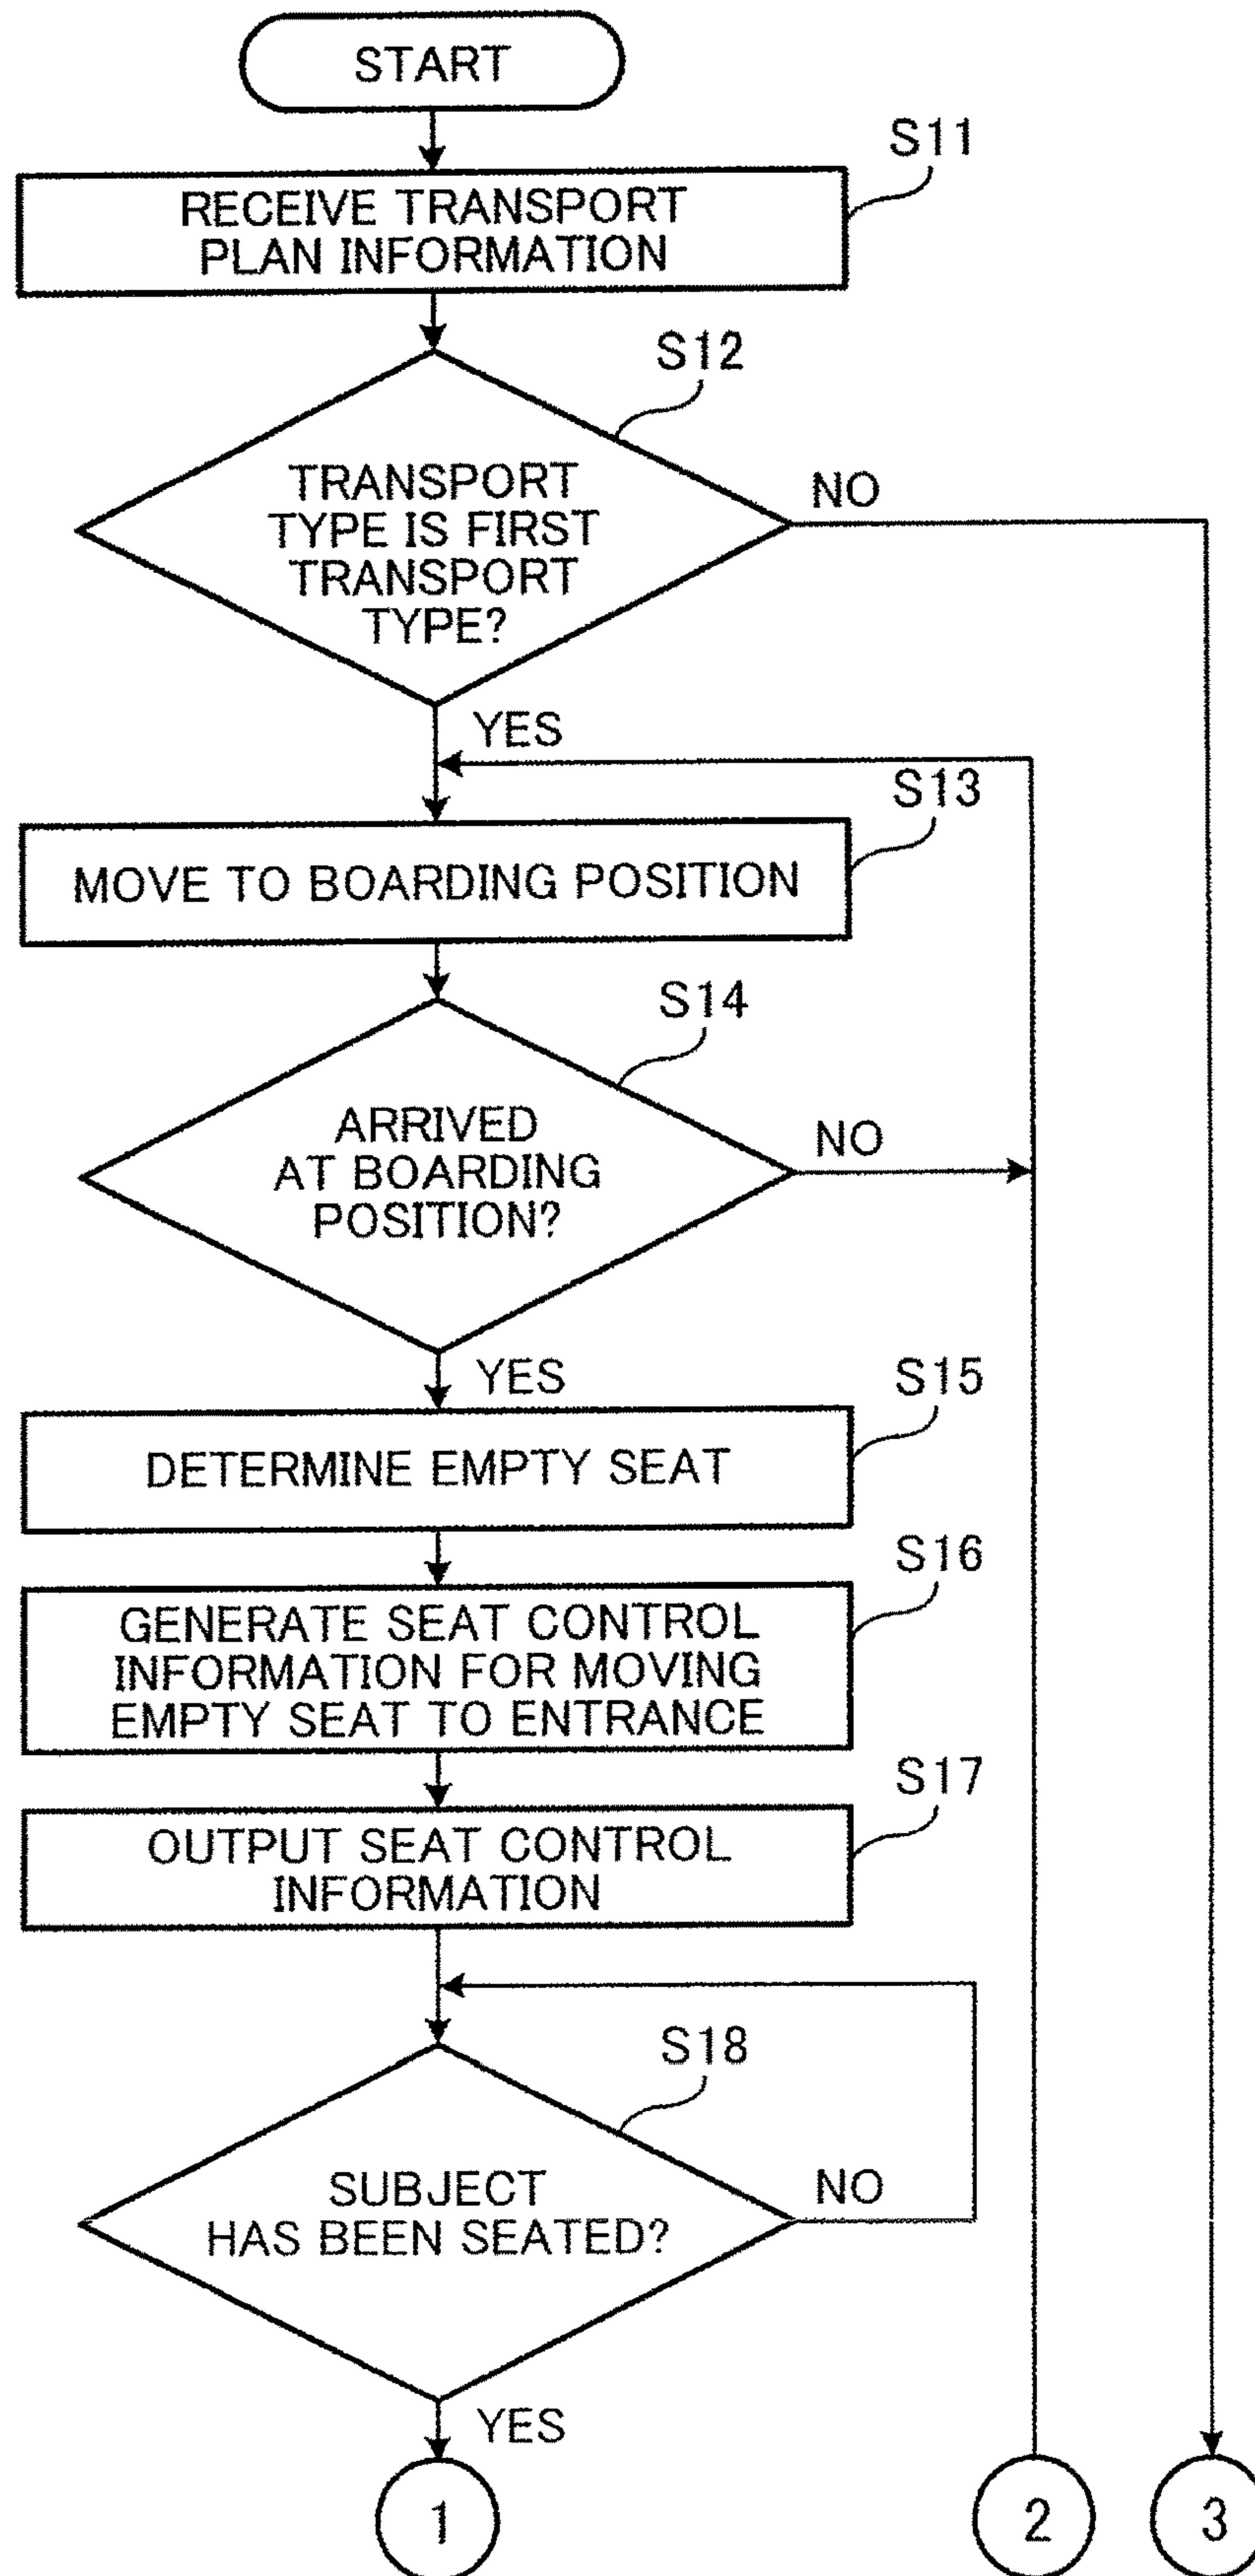 START
S11
RECEIVE TRANSPORT
PLAN INFORMATION
S12
TRANSPORT
TYPE IS FIRST
TRANSPORT
TYPE?
NO
YES
S13
MOVE TO BOARDING POSITION
S14
ARRIVED
AT BOARDING
POSITION?
NO
YES
S15
DETERMINE EMPTY SEAT
S16
GENERATE SEAT CONTROL
INFORMATION FOR MOVING
EMPTY SEAT TO ENTRANCE
S17
OUTPUT SEAT CONTROL
INFORMATION
S18
SUBJECT
HAS BEEN SEATED?
NO
YES
1
2
3